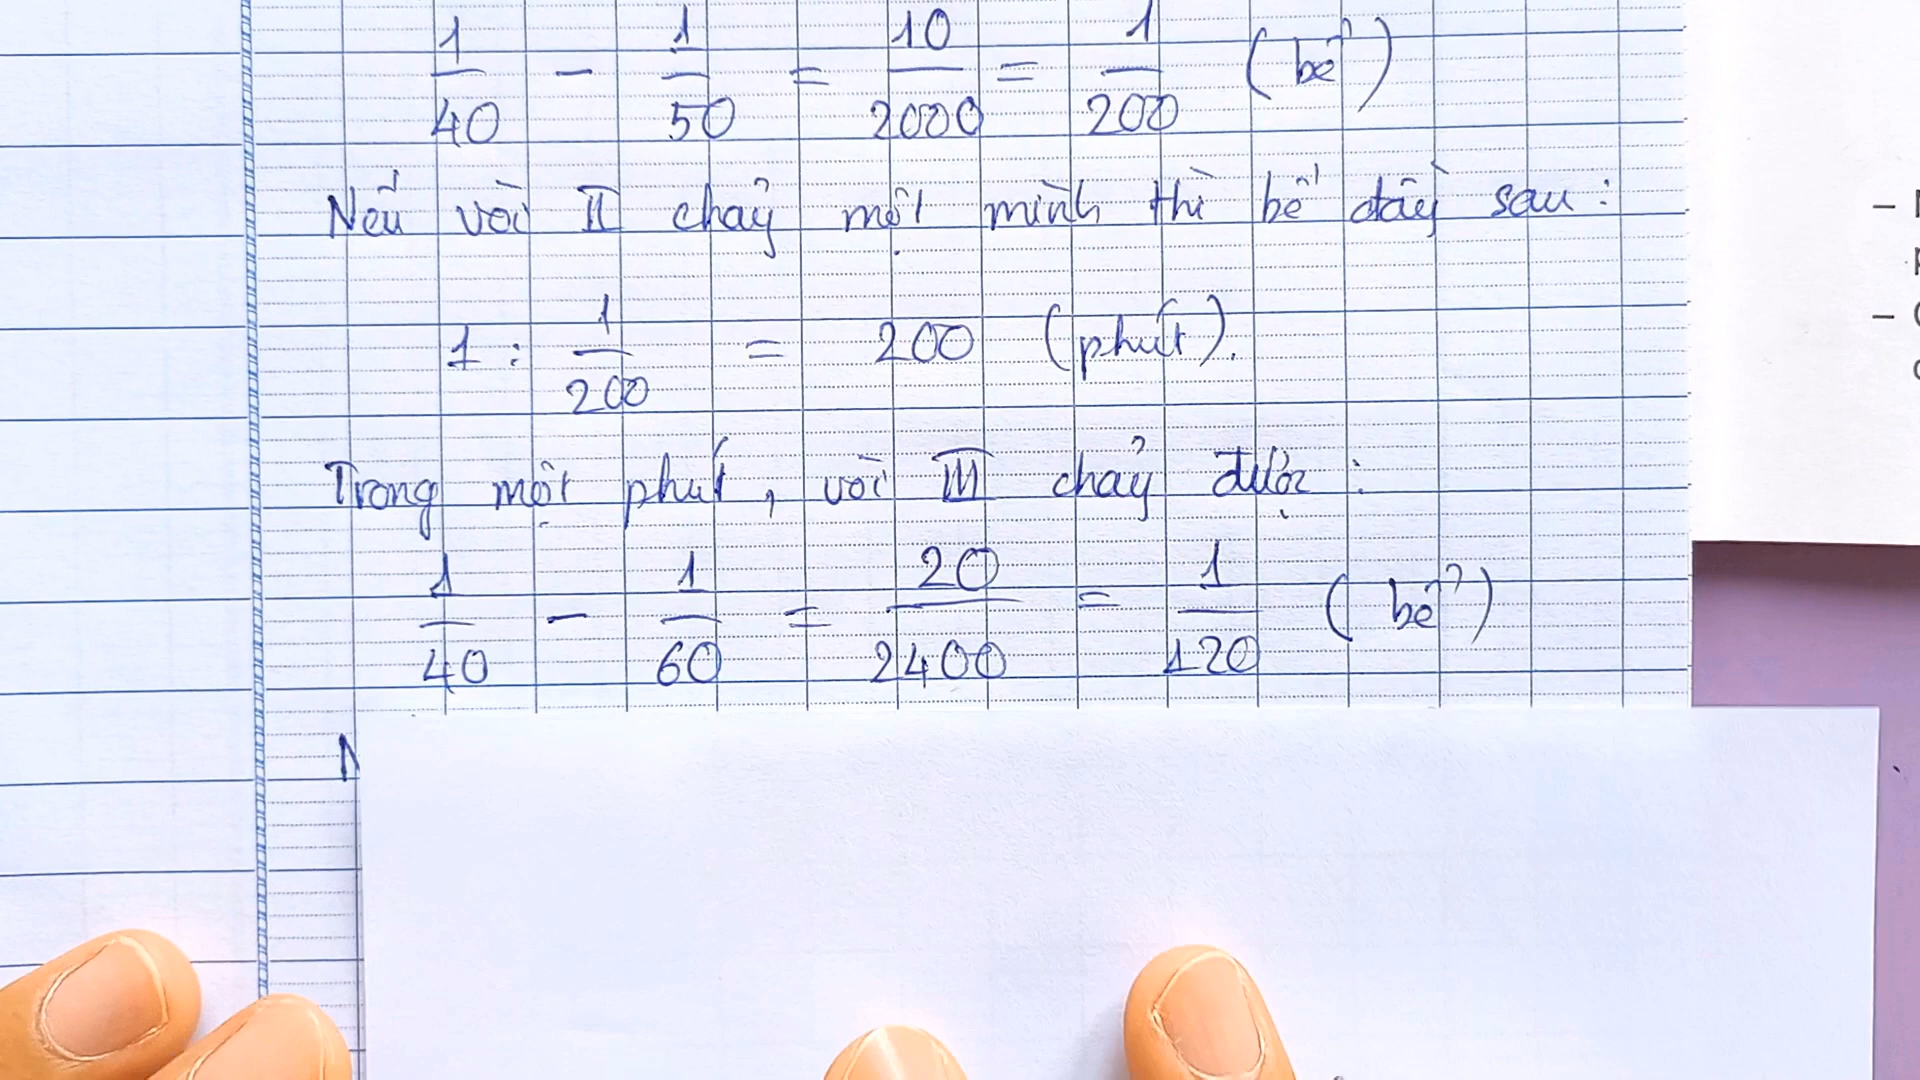 1/40 - 1/50 = 10/2000 = 1/200 (bể)
Nếu vòi II chảy một mình thì bể đầy sau:
1 : 1/200 = 200 (phút).
Trong một phút, vòi III chảy được:
1/40 - 1/60 = 20/2400 = 1/120 (bể)
N